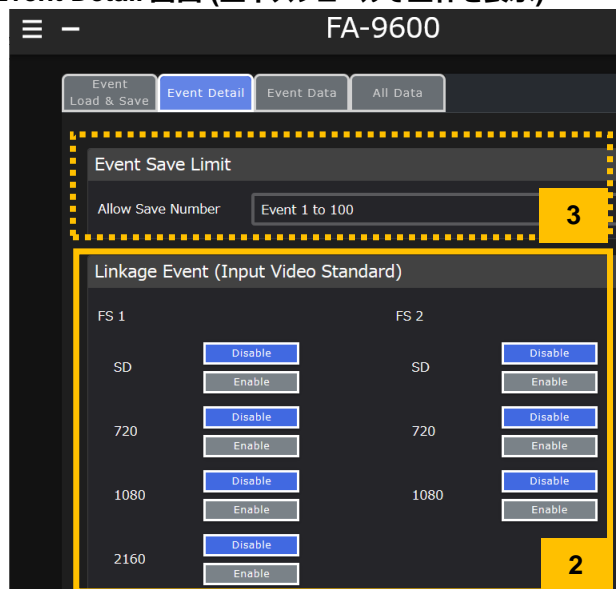 FA-9600
Event
Load & Save
Event Detail
Event Data
All Data
Event Save Limit
Allow Save Number
Event 1 to 100
3
Linkage Event (Input Video Standard)
FS 1
FS 2
SD
Disable
Enable
SD
Disable
Enable
720
Disable
Enable
720
Disable
Enable
1080
Disable
Enable
1080
Disable
Enable
2160
Disable
Enable
2